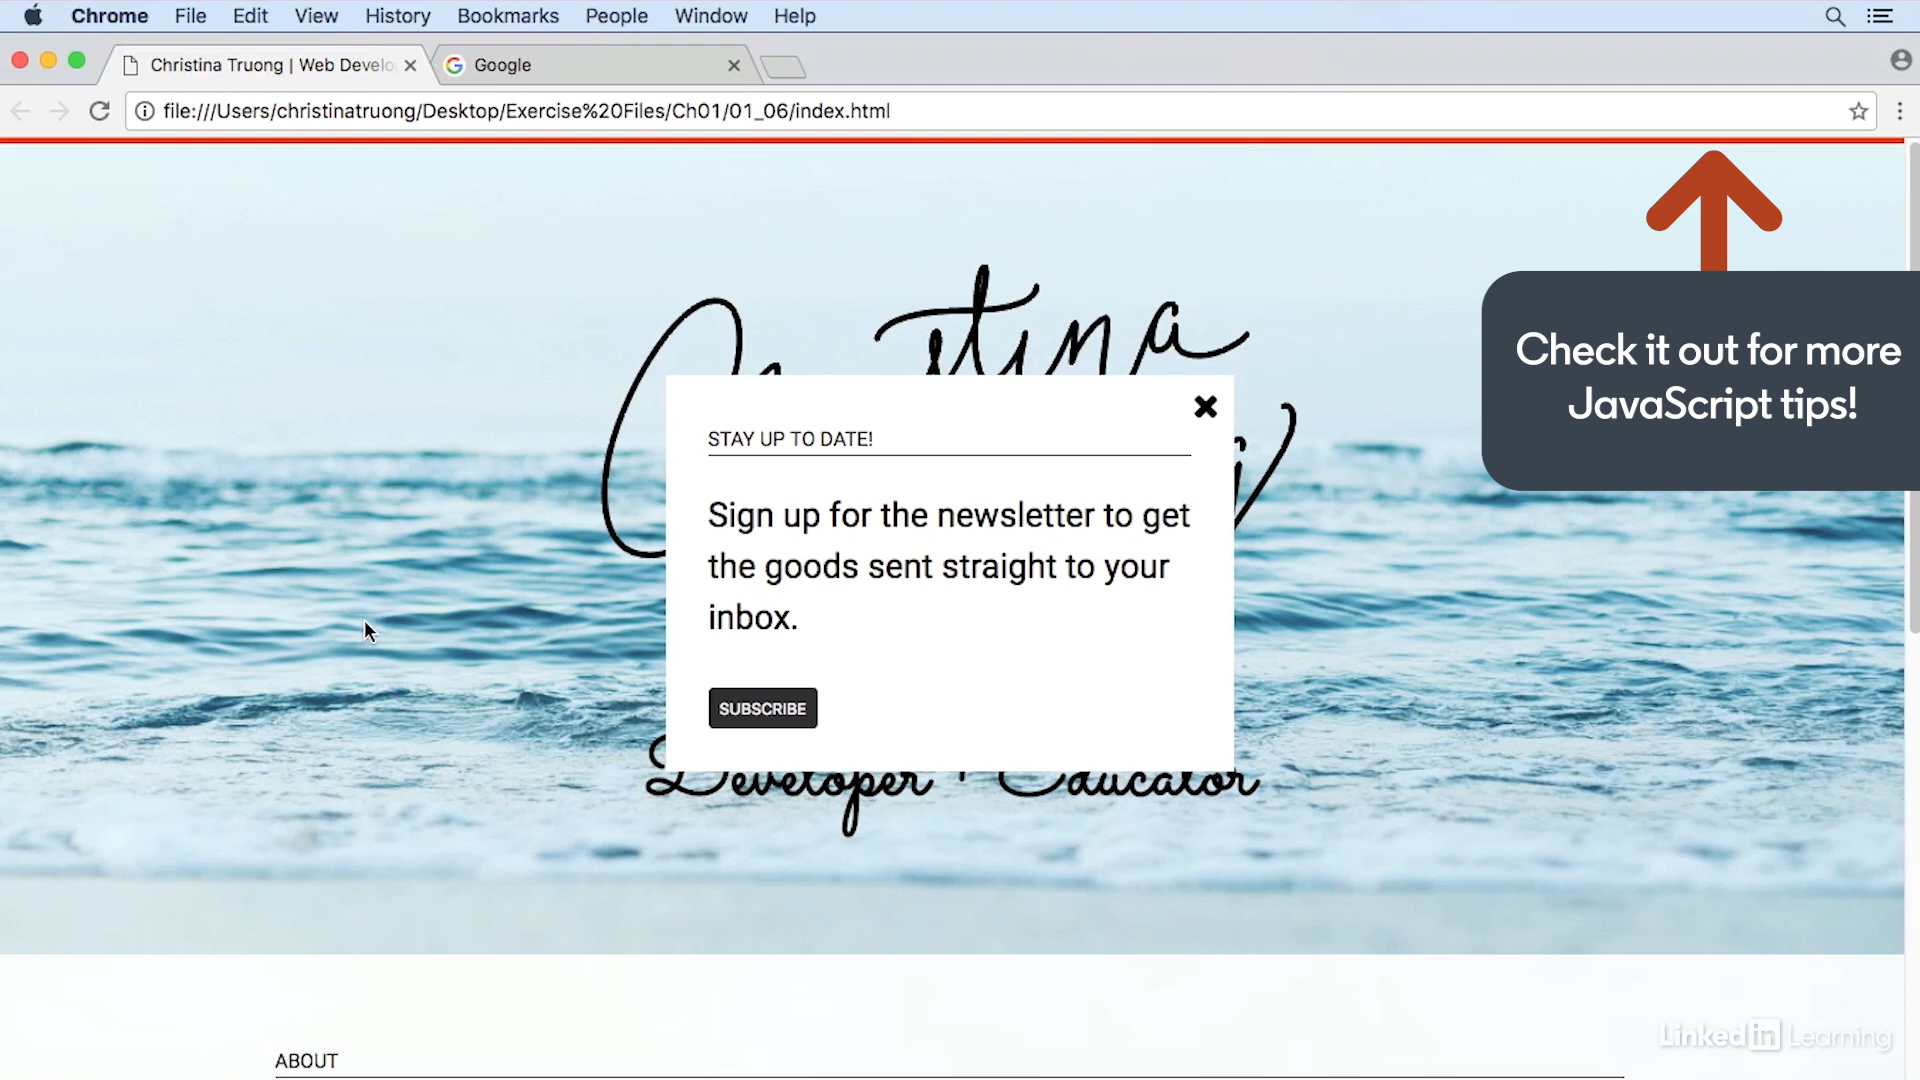 Chrome File Edit View History Bookmarks People Window Help
Christina Truong | Web Develo
Google
file:///Users/christinatruong/Desktop/Exercise%20Files/Ch01/01_06/index.html
Check it out for more
JavaScript tips!
STAY UP TO DATE!
Sign up for the newsletter to get
the goods sent straight to your
inbox.
SUBSCRIBE
Developer + Educator
ABOUT
LinkedIn Learning